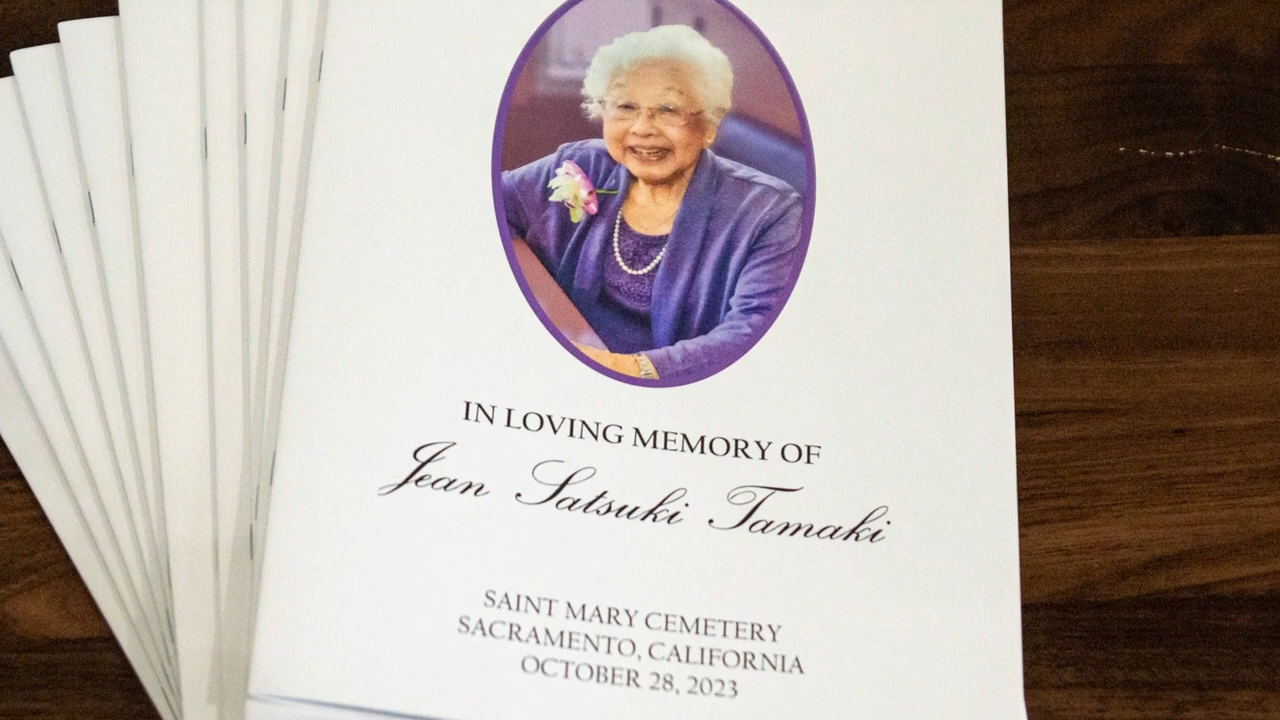 IN LOVING MEMORY OF
Jean Satsuki Tamaki
SAINT MARY CEMETERY
SACRAMENTO, CALIFORNIA
OCTOBER 28, 2023